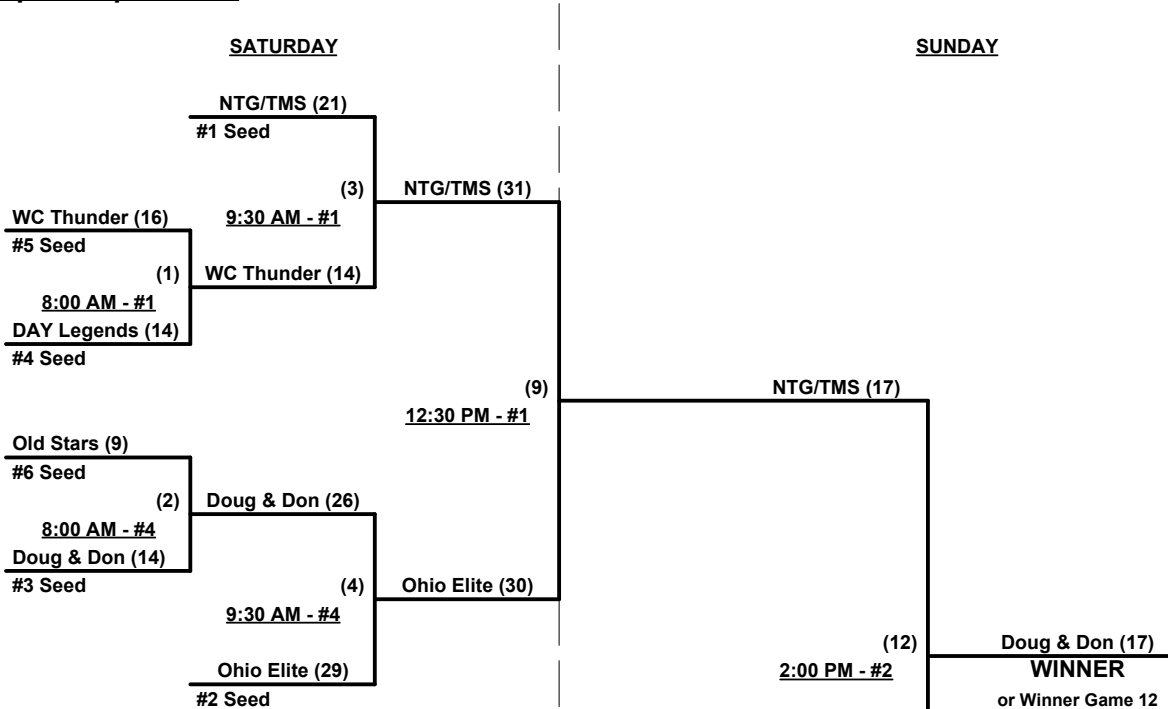 SATURDAY
SUNDAY
NTG/TMS (21)
#1 Seed
(3)
9:30 AM - #1
NTG/TMS (31)
WC Thunder (16)
#5 Seed
(1)
8:00 AM - #1
WC Thunder (14)
DAY Legends (14)
#4 Seed
(9)
12:30 PM - #1
NTG/TMS (17)
Old Stars (9)
#6 Seed
(2)
8:00 AM - #4
Doug & Don (26)
Doug & Don (14)
#3 Seed
(4)
9:30 AM - #4
Ohio Elite (30)
Ohio Elite (29)
#2 Seed
(12)
2:00 PM - #2
Doug & Don (17)
WINNER
or Winner Game 12